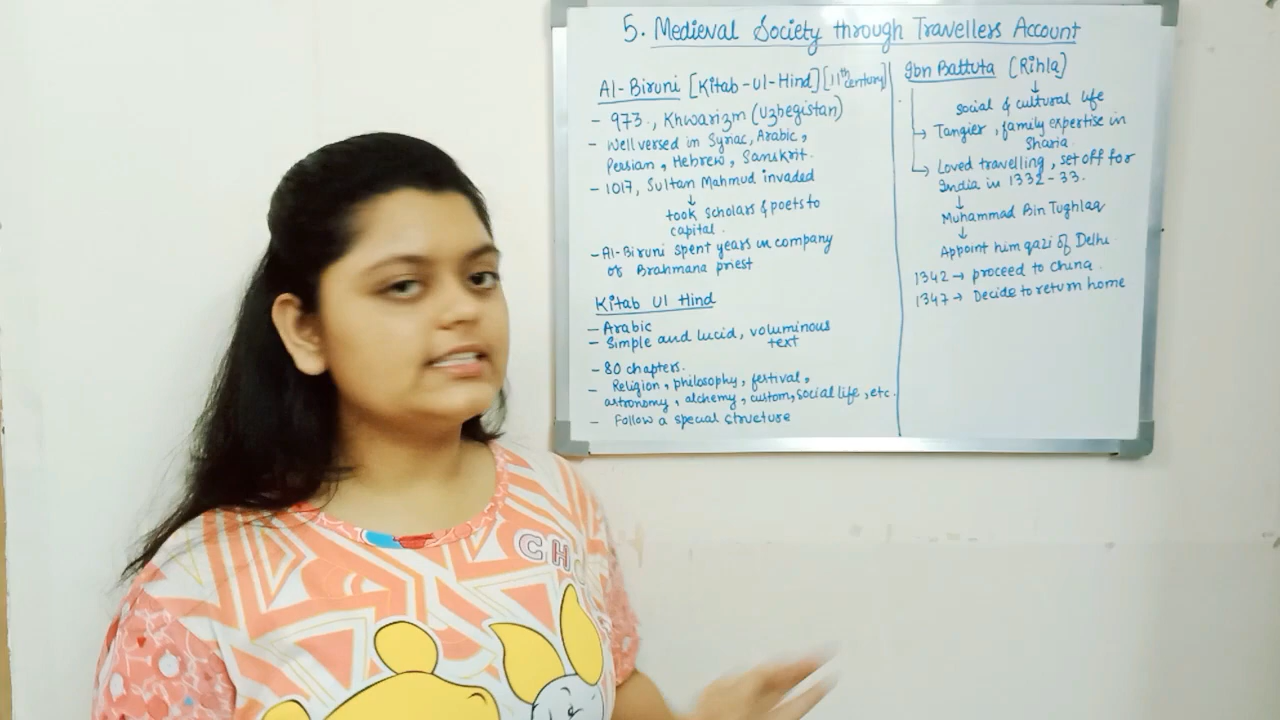 5. Medieval Society through Travellers Account
Al-Biruni [Kitab-ul-Hind] [11th century]
- 973, Khwarizm (Uzbegistan)
- Well versed in Syriac, Arabic,
Persian, Hebrew, Sanskrit.
- 1017, Sultan Mahmud invaded
↓
took scholars & poets to
capital.
- Al-Biruni spent years in company
of Brahmana priest
Kitab Ul Hind
- Arabic
- Simple and lucid, voluminous
text
- 80 chapters.
- Religion, philosophy, festival,
astronomy, alchemy, custom, social life, etc.
- Follow a special structure
Ibn Battuta [Rihla]
↓
social & cultural life
→ Tangier, family expertise in
Sharia
→ Loved travelling, set off for
India in 1332-33.
↓
Muhammad Bin Tughlaq
↓
Appoint him qazi of Delhi
1342 → proceed to China
1347 → Decide to return home
CHO